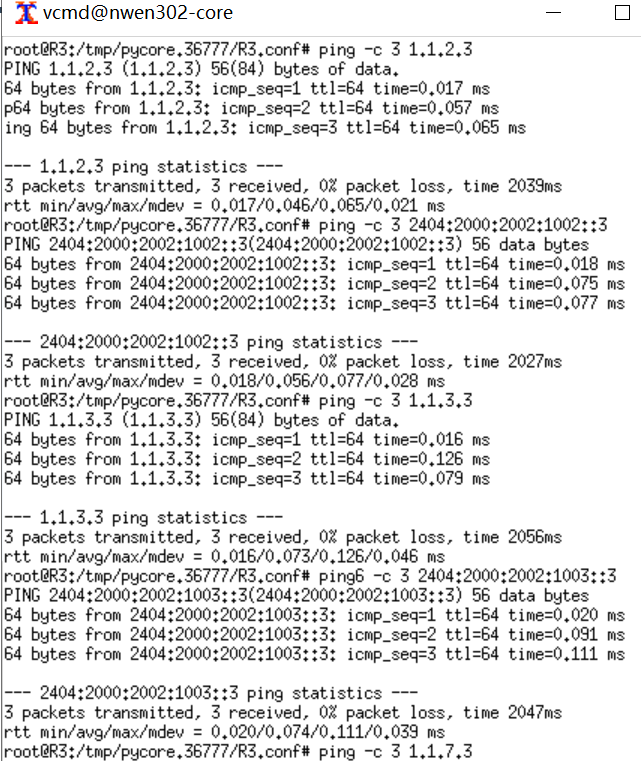 vcmd@nwen302-core
root@R3:/tmp/pycore.36777/R3.conf# ping -c 3 1.1.2.3
PING 1.1.2.3 (1.1.2.3) 56(84) bytes of data.
64 bytes from 1.1.2.3: icmp_seq=1 ttl=64 time=0.017 ms
p64 bytes from 1.1.2.3: icmp_seq=2 ttl=64 time=0.057 ms
ing 64 bytes from 1.1.2.3: icmp_seq=3 ttl=64 time=0.065 ms
--- 1.1.2.3 ping statistics ---
3 packets transmitted, 3 received, 0% packet loss, time 2039ms
rtt min/avg/max/mdev = 0.017/0.046/0.065/0.021 ms
root@R3:/tmp/pycore.36777/R3.conf# ping -c 3 2404:2000:2002:1002::3
PING 2404:2000:2002:1002::3(2404:2000:2002:1002::3) 56 data bytes
64 bytes from 2404:2000:2002:1002::3: icmp_seq=1 ttl=64 time=0.018 ms
64 bytes from 2404:2000:2002:1002::3: icmp_seq=2 ttl=64 time=0.075 ms
64 bytes from 2404:2000:2002:1002::3: icmp_seq=3 ttl=64 time=0.077 ms
--- 2404:2000:2002:1002::3 ping statistics ---
3 packets transmitted, 3 received, 0% packet loss, time 2027ms
rtt min/avg/max/mdev = 0.018/0.056/0.077/0.028 ms
root@R3:/tmp/pycore.36777/R3.conf# ping -c 3 1.1.3.3
PING 1.1.3.3 (1.1.3.3) 56(84) bytes of data.
64 bytes from 1.1.3.3: icmp_seq=1 ttl=64 time=0.016 ms
64 bytes from 1.1.3.3: icmp_seq=2 ttl=64 time=0.126 ms
64 bytes from 1.1.3.3: icmp_seq=3 ttl=64 time=0.079 ms
--- 1.1.3.3 ping statistics ---
3 packets transmitted, 3 received, 0% packet loss, time 2056ms
rtt min/avg/max/mdev = 0.016/0.073/0.126/0.046 ms
root@R3:/tmp/pycore.36777/R3.conf# ping6 -c 3 2404:2000:2002:1003::3
PING 2404:2000:2002:1003::3(2404:2000:2002:1003::3) 56 data bytes
64 bytes from 2404:2000:2002:1003::3: icmp_seq=1 ttl=64 time=0.020 ms
64 bytes from 2404:2000:2002:1003::3: icmp_seq=2 ttl=64 time=0.091 ms
64 bytes from 2404:2000:2002:1003::3: icmp_seq=3 ttl=64 time=0.111 ms
--- 2404:2000:2002:1003::3 ping statistics ---
3 packets transmitted, 3 received, 0% packet loss, time 2047ms
rtt min/avg/max/mdev = 0.020/0.074/0.111/0.039 ms
root@R3:/tmp/pycore.36777/R3.conf# ping -c 3 1.1.7.3